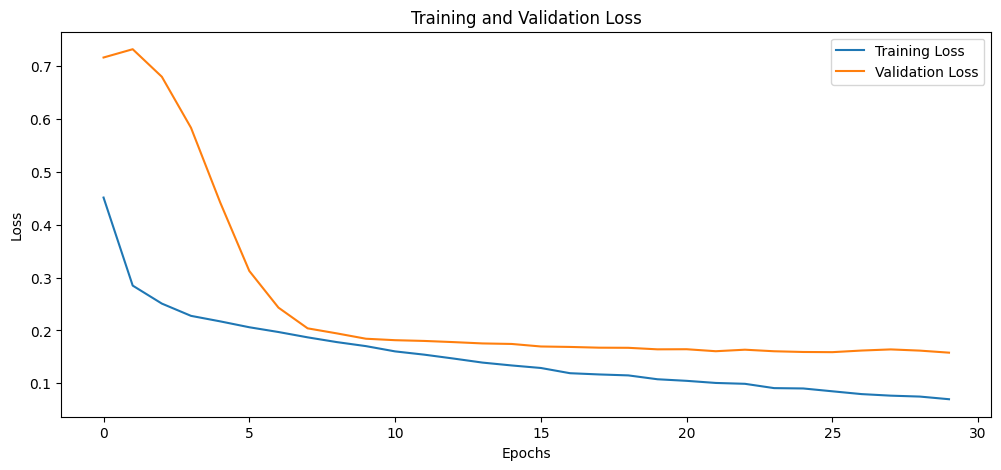 Training and Validation Loss
Training Loss
Validation Loss
Loss
0.7
0.6
0.5
0.4
0.3
0.2
0.1
0 5 10 15 20 25 30
Epochs